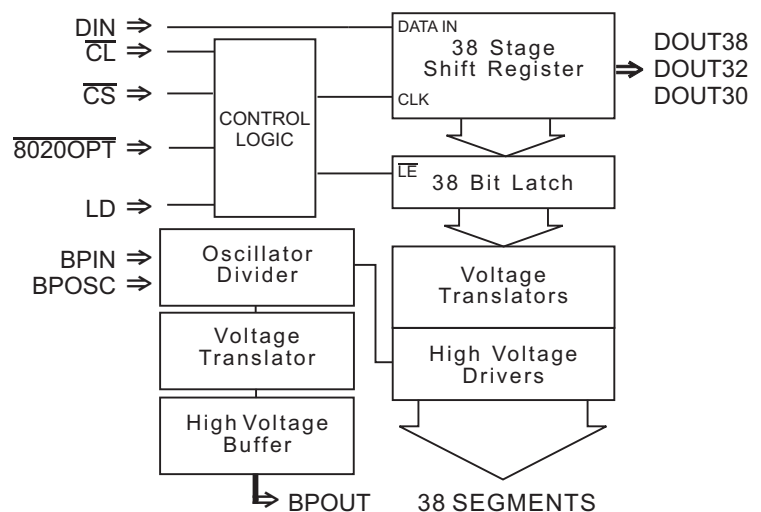 DIN
CL
CS
8020OPT
LD
BPIN
BPOSC
CONTROL
LOGIC
DATA IN
38 Stage
Shift Register
CLK
DOUT38
DOUT32
DOUT30
LE
38 Bit Latch
Oscillator
Divider
Voltage
Translators
Voltage
Translator
High Voltage
Drivers
High Voltage
Buffer
BPOUT
38 SEGMENTS